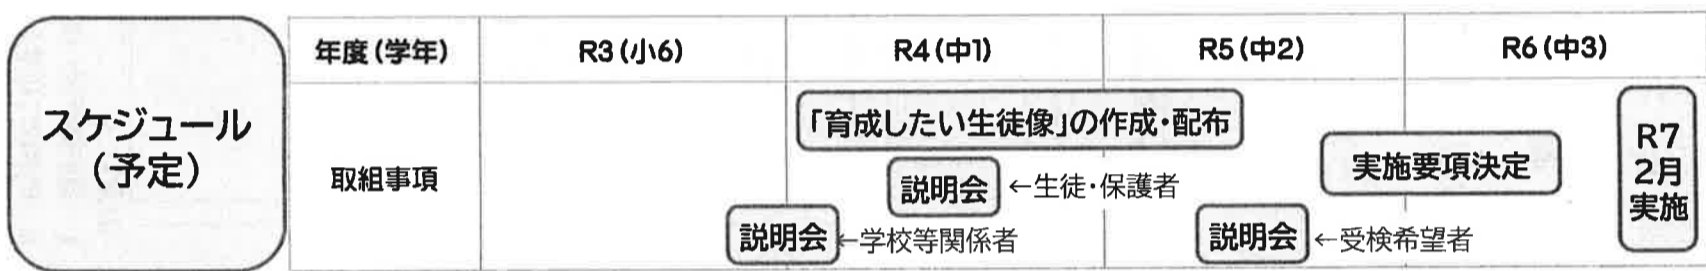 スケジュール
(予定)
年度(学年) R3(小6) R4(中1) R5(中2) R6(中3)
取組事項
「育成したい生徒像」の作成・配布
実施要項決定
説明会 ←生徒・保護者
説明会 ←学校等関係者
説明会 ←受検希望者
R7
2月
実施